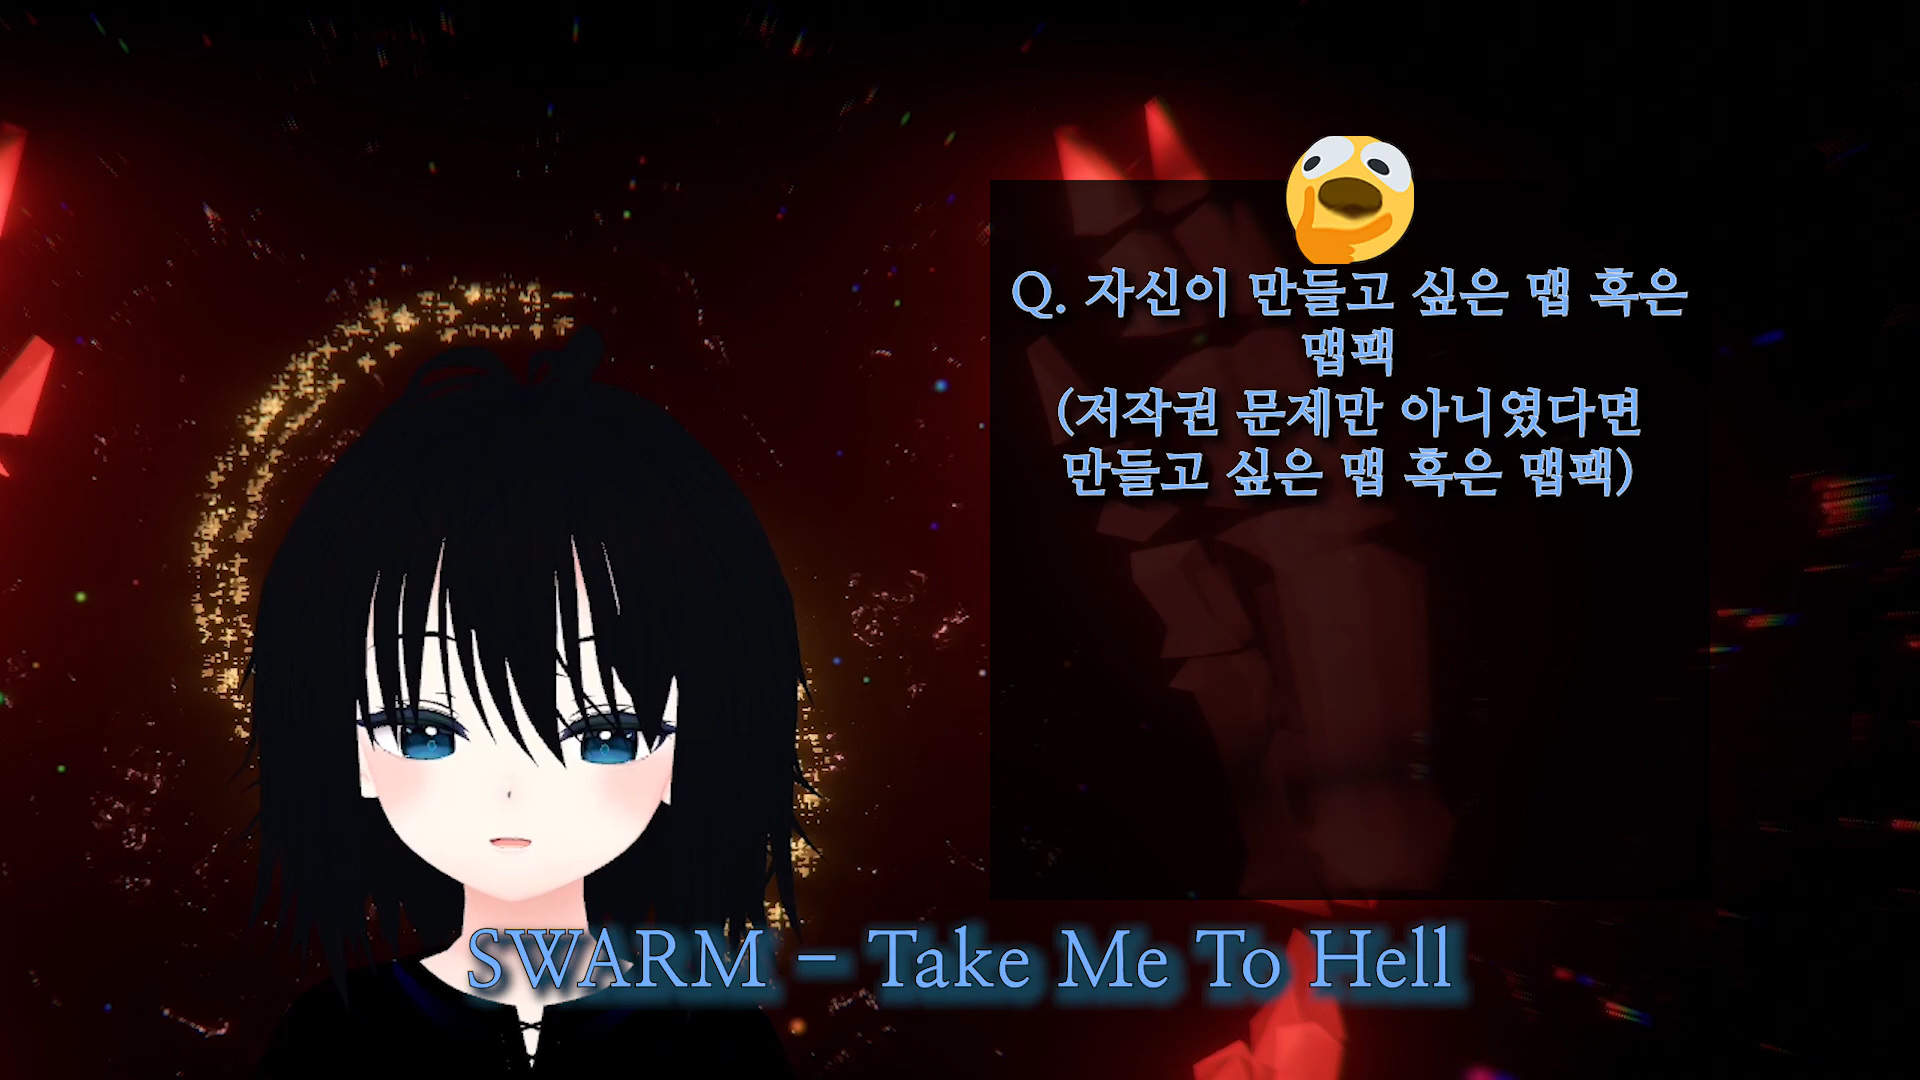 Q. 자신이 만들고 싶은 맵 혹은
맵팩
(저작권 문제만 아니였다면
만들고 싶은 맵 혹은 맵팩)
SWARM - Take Me To Hell